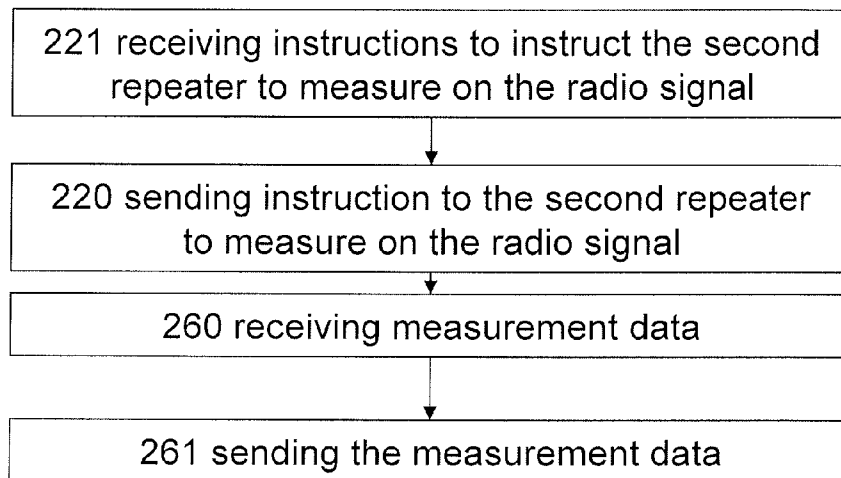 221 receiving instructions to instruct the second
repeater to measure on the radio signal
220 sending instruction to the second repeater
to measure on the radio signal
260 receiving measurement data
261 sending the measurement data